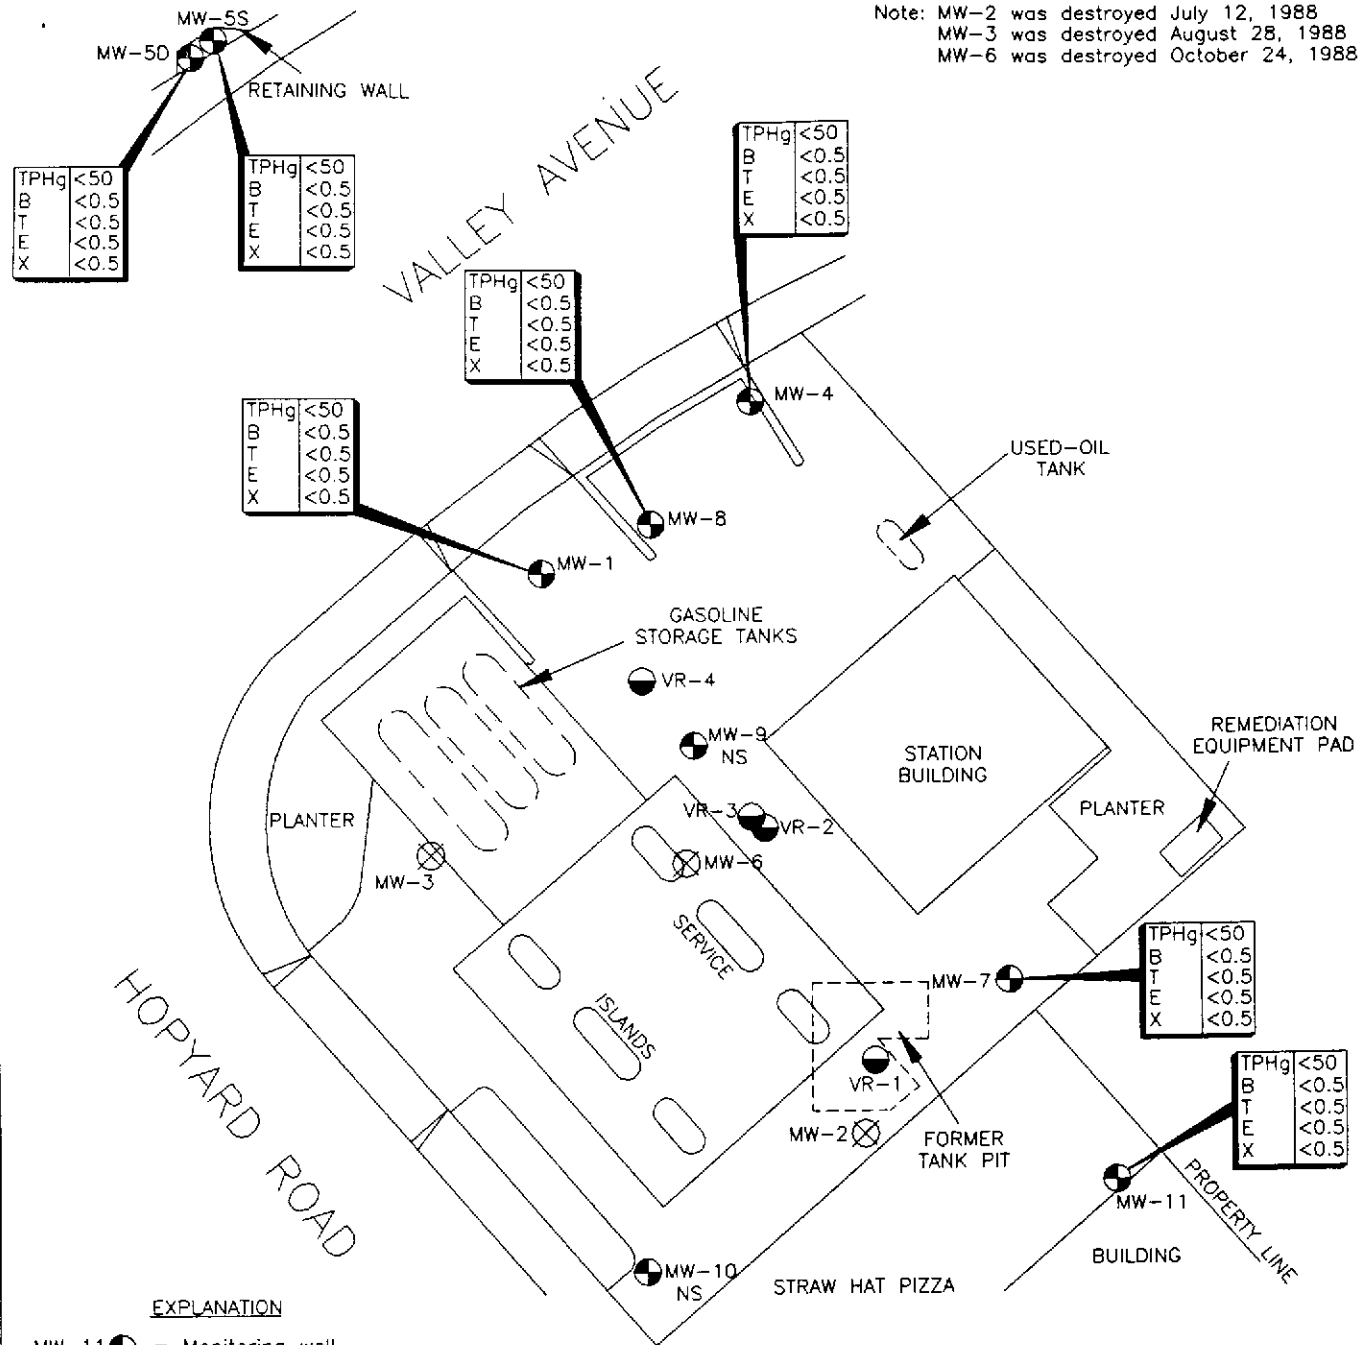 Note: MW-2 was destroyed July 12, 1988
MW-3 was destroyed August 28, 1988
MW-6 was destroyed October 24, 1988
MW-5S
MW-5D
RETAINING WALL
TPHg <50
B <0.5
T <0.5
E <0.5
X <0.5
TPHg <50
B <0.5
T <0.5
E <0.5
X <0.5
VALLEY AVENUE
TPHg <50
B <0.5
T <0.5
E <0.5
X <0.5
TPHg <50
B <0.5
T <0.5
E <0.5
X <0.5
TPHg <50
B <0.5
T <0.5
E <0.5
X <0.5
MW-4
USED-OIL
TANK
MW-8
MW-1
GASOLINE
STORAGE TANKS
VR-4
MW-9
NS
STATION
BUILDING
REMEDIATION
EQUIPMENT PAD
PLANTER
PLANTER
VR-3
VR-2
MW-6
MW-3
SERVICE
ISLANDS
MW-7
TPHg <50
B <0.5
T <0.5
E <0.5
X <0.5
HOPYARD ROAD
VR-1
MW-2
FORMER
TANK PIT
TPHg <50
B <0.5
T <0.5
E <0.5
X <0.5
MW-11
PROPERTY LINE
BUILDING
MW-10
NS
STRAW HAT PIZZA
EXPLANATION
MW-11 = Monitoring well